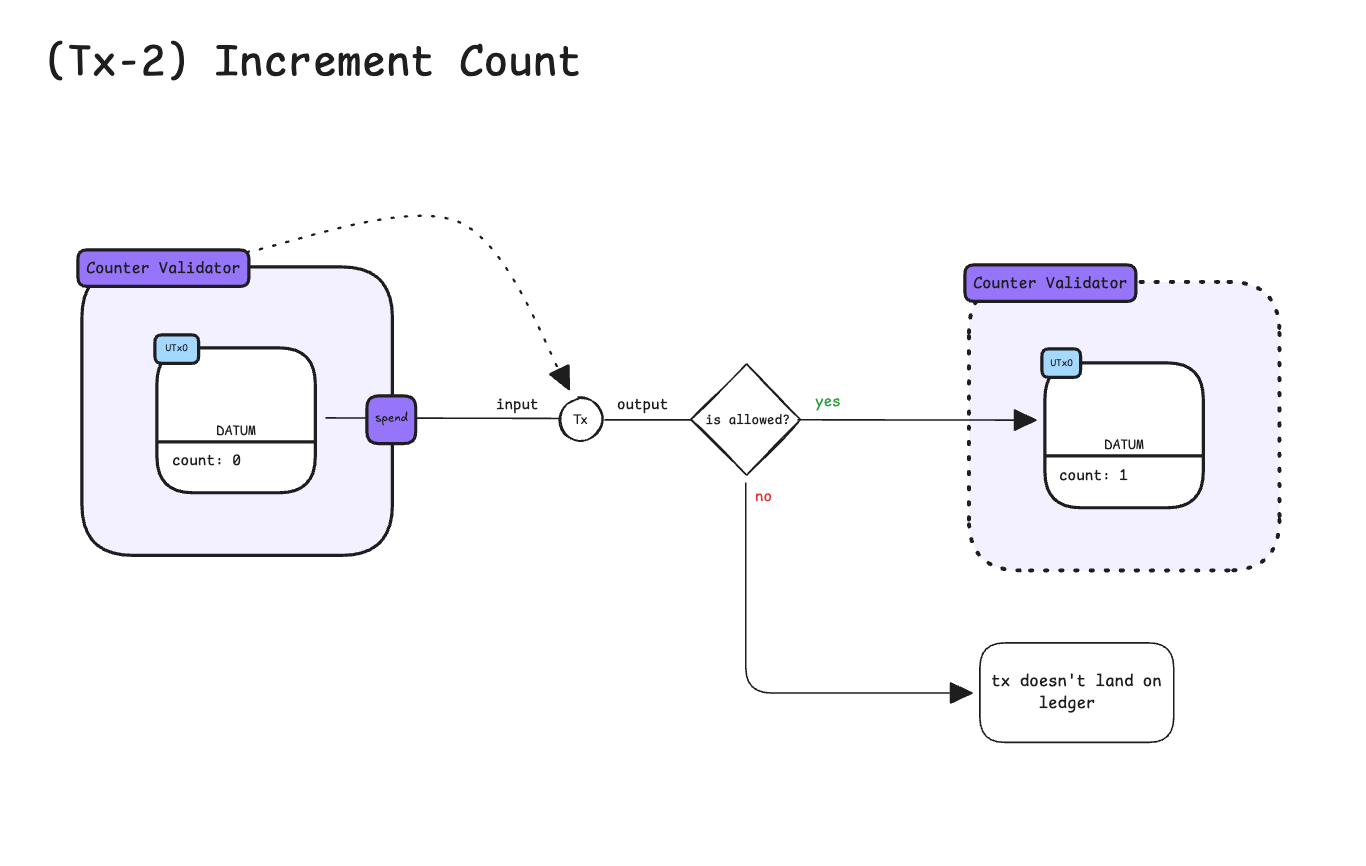 (Tx-2) Increment Count
Counter Validator
UTxO
DATUM
count: 0
spend
input
Tx
output
is allowed?
yes
no
Counter Validator
UTxO
DATUM
count: 1
tx doesn't land on
ledger